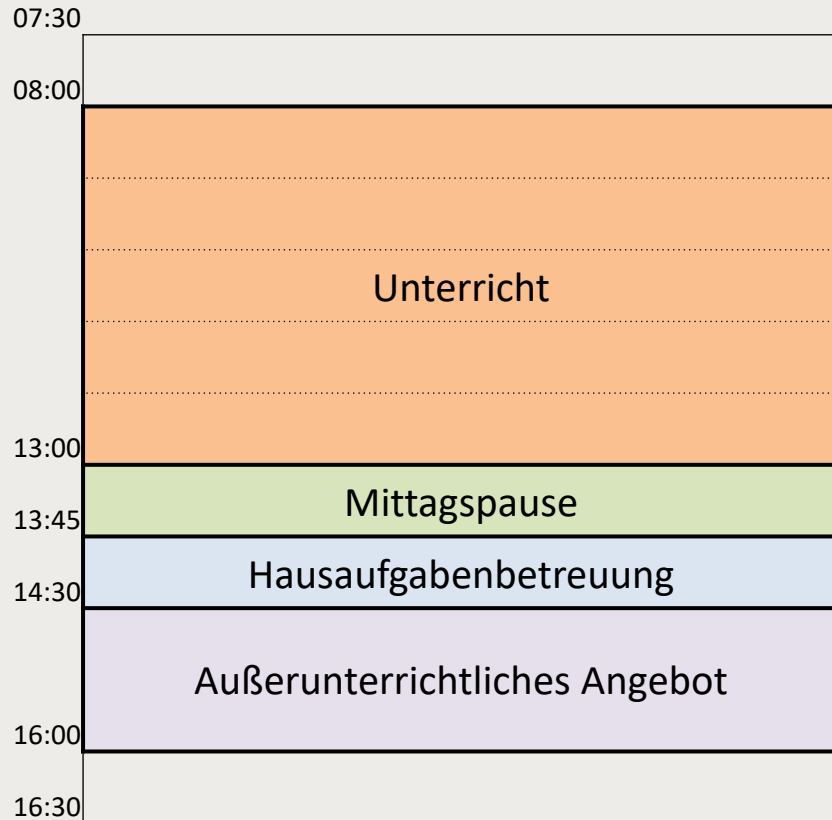 07:30
08:00
Unterricht
13:00
Mittagspause
13:45
Hausaufgabenbetreuung
14:30
Außerunterrichtliches Angebot
16:00
16:30